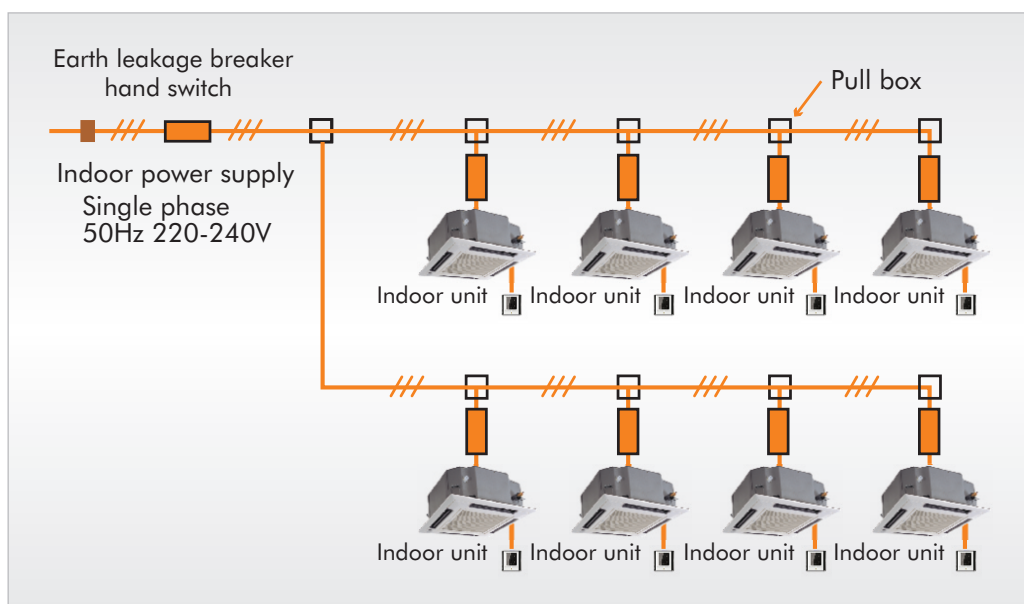 Earth leakage breaker
hand switch
Pull box
Indoor power supply
Single phase
50Hz 220-240V
Indoor unit
Indoor unit
Indoor unit
Indoor unit
Indoor unit
Indoor unit
Indoor unit
Indoor unit